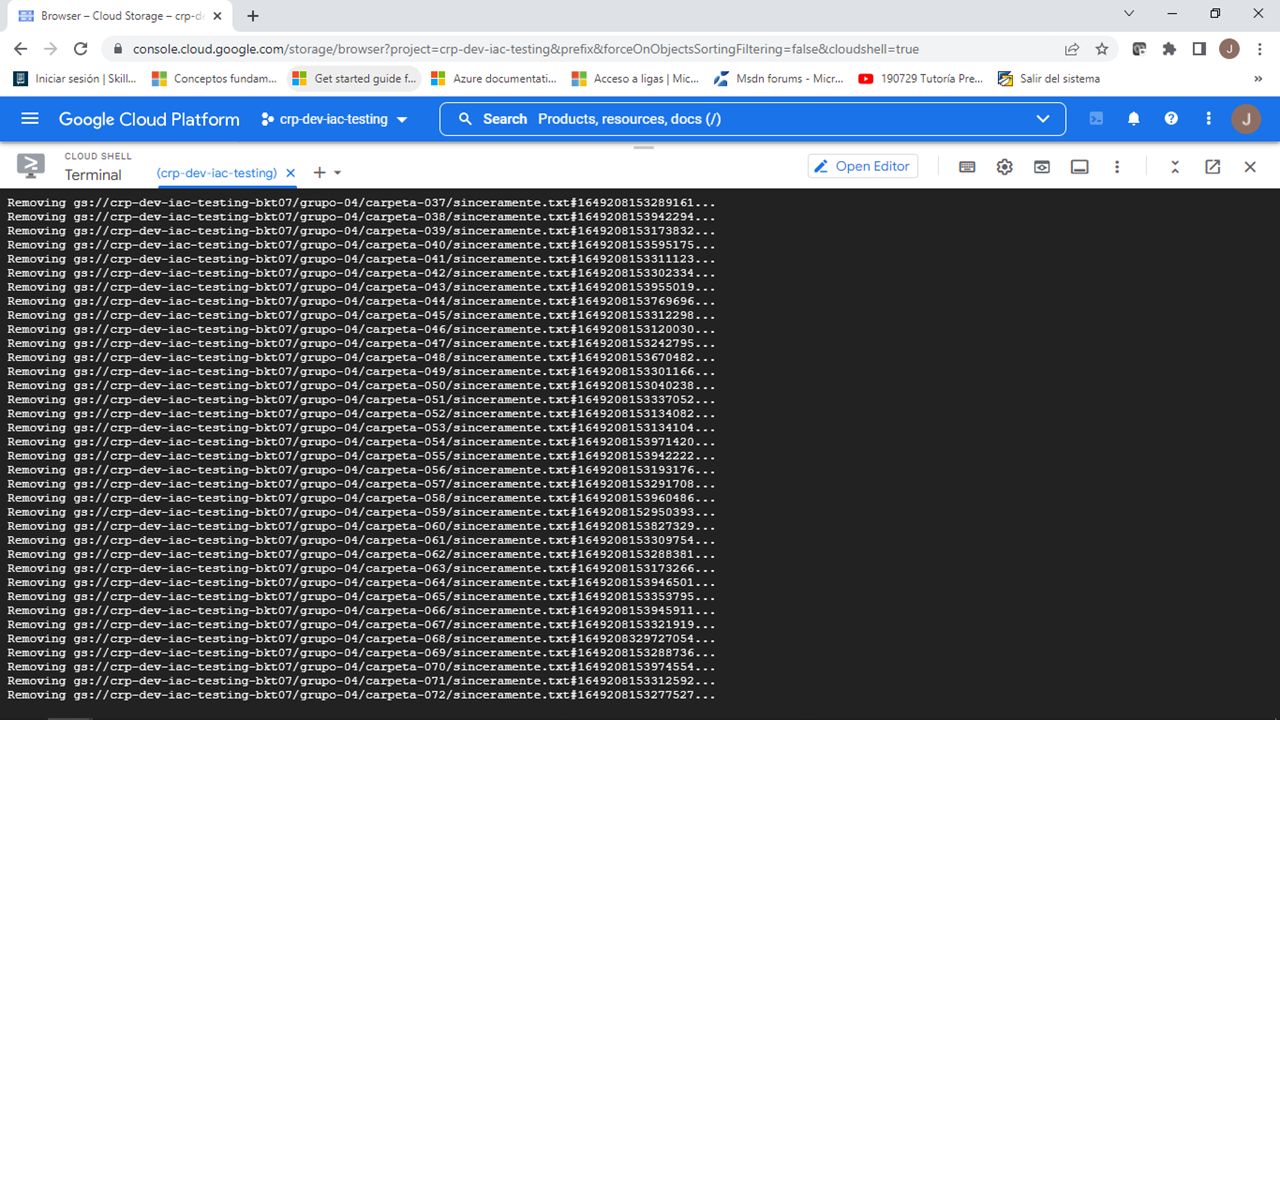 Browser – Cloud Storage – crp-de
console.cloud.google.com/storage/browser?project=crp-dev-iac-testing&prefix&forceOnObjectsSortingFiltering=false&cloudshell=true
J
Iniciar sesión | Skill... Conceptos fundam... Get started guide f... Azure documentati... Acceso a ligas | Mic... Msdn forums - Micr... 190729 Tutoría Pre... Salir del sistema »
Google Cloud Platform crp-dev-iac-testing Search Products, resources, docs (/) J
CLOUD SHELL
Terminal (crp-dev-iac-testing) Open Editor
Removing gs://crp-dev-iac-testing-bkt07/grupo-04/carpeta-037/sinceramente.txt#1649208153289161...
Removing gs://crp-dev-iac-testing-bkt07/grupo-04/carpeta-038/sinceramente.txt#1649208153942294...
Removing gs://crp-dev-iac-testing-bkt07/grupo-04/carpeta-039/sinceramente.txt#1649208153173832...
Removing gs://crp-dev-iac-testing-bkt07/grupo-04/carpeta-040/sinceramente.txt#1649208153595175...
Removing gs://crp-dev-iac-testing-bkt07/grupo-04/carpeta-041/sinceramente.txt#1649208153311123...
Removing gs://crp-dev-iac-testing-bkt07/grupo-04/carpeta-042/sinceramente.txt#1649208153302334...
Removing gs://crp-dev-iac-testing-bkt07/grupo-04/carpeta-043/sinceramente.txt#1649208153955019...
Removing gs://crp-dev-iac-testing-bkt07/grupo-04/carpeta-044/sinceramente.txt#1649208153769696...
Removing gs://crp-dev-iac-testing-bkt07/grupo-04/carpeta-045/sinceramente.txt#1649208153312298...
Removing gs://crp-dev-iac-testing-bkt07/grupo-04/carpeta-046/sinceramente.txt#1649208153120030...
Removing gs://crp-dev-iac-testing-bkt07/grupo-04/carpeta-047/sinceramente.txt#1649208153242795...
Removing gs://crp-dev-iac-testing-bkt07/grupo-04/carpeta-048/sinceramente.txt#1649208153670482...
Removing gs://crp-dev-iac-testing-bkt07/grupo-04/carpeta-049/sinceramente.txt#1649208153301166...
Removing gs://crp-dev-iac-testing-bkt07/grupo-04/carpeta-050/sinceramente.txt#1649208153040238...
Removing gs://crp-dev-iac-testing-bkt07/grupo-04/carpeta-051/sinceramente.txt#1649208153337052...
Removing gs://crp-dev-iac-testing-bkt07/grupo-04/carpeta-052/sinceramente.txt#1649208153134082...
Removing gs://crp-dev-iac-testing-bkt07/grupo-04/carpeta-053/sinceramente.txt#1649208153134104...
Removing gs://crp-dev-iac-testing-bkt07/grupo-04/carpeta-054/sinceramente.txt#1649208153971420...
Removing gs://crp-dev-iac-testing-bkt07/grupo-04/carpeta-055/sinceramente.txt#1649208153942222...
Removing gs://crp-dev-iac-testing-bkt07/grupo-04/carpeta-056/sinceramente.txt#1649208153193176...
Removing gs://crp-dev-iac-testing-bkt07/grupo-04/carpeta-057/sinceramente.txt#1649208153291708...
Removing gs://crp-dev-iac-testing-bkt07/grupo-04/carpeta-058/sinceramente.txt#1649208153960486...
Removing gs://crp-dev-iac-testing-bkt07/grupo-04/carpeta-059/sinceramente.txt#1649208152950393...
Removing gs://crp-dev-iac-testing-bkt07/grupo-04/carpeta-060/sinceramente.txt#1649208153827329...
Removing gs://crp-dev-iac-testing-bkt07/grupo-04/carpeta-061/sinceramente.txt#1649208153309754...
Removing gs://crp-dev-iac-testing-bkt07/grupo-04/carpeta-062/sinceramente.txt#1649208153288381...
Removing gs://crp-dev-iac-testing-bkt07/grupo-04/carpeta-063/sinceramente.txt#1649208153173266...
Removing gs://crp-dev-iac-testing-bkt07/grupo-04/carpeta-064/sinceramente.txt#1649208153946501...
Removing gs://crp-dev-iac-testing-bkt07/grupo-04/carpeta-065/sinceramente.txt#1649208153353795...
Removing gs://crp-dev-iac-testing-bkt07/grupo-04/carpeta-066/sinceramente.txt#1649208153945911...
Removing gs://crp-dev-iac-testing-bkt07/grupo-04/carpeta-067/sinceramente.txt#1649208153321919...
Removing gs://crp-dev-iac-testing-bkt07/grupo-04/carpeta-068/sinceramente.txt#1649208329727054...
Removing gs://crp-dev-iac-testing-bkt07/grupo-04/carpeta-069/sinceramente.txt#1649208153288736...
Removing gs://crp-dev-iac-testing-bkt07/grupo-04/carpeta-070/sinceramente.txt#1649208153974554...
Removing gs://crp-dev-iac-testing-bkt07/grupo-04/carpeta-071/sinceramente.txt#1649208153312592...
Removing gs://crp-dev-iac-testing-bkt07/grupo-04/carpeta-072/sinceramente.txt#1649208153277527...